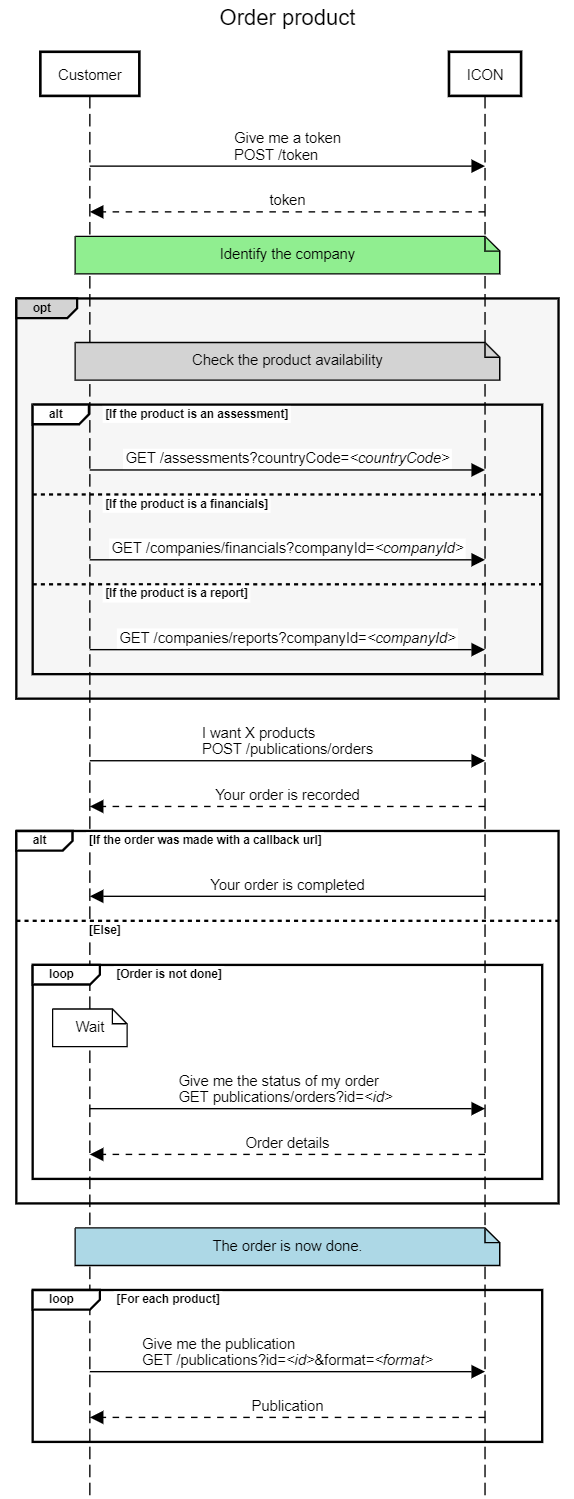 Order product
Customer
ICON
Give me a token
POST /token
token
Identify the company
opt
Check the product availability
alt
[If the product is an assessment]
GET /assessments?countryCode=<countryCode>
[If the product is a financials]
GET /companies/financials?companyId=<companyId>
[If the product is a report]
GET /companies/reports?companyId=<companyId>
I want X products
POST /publications/orders
Your order is recorded
alt
[If the order was made with a callback url]
Your order is completed
[Else]
loop
[Order is not done]
Wait
Give me the status of my order
GET publications/orders?id=<id>
Order details
The order is now done.
loop
[For each product]
Give me the publication
GET /publications?id=<id>&format=<format>
Publication